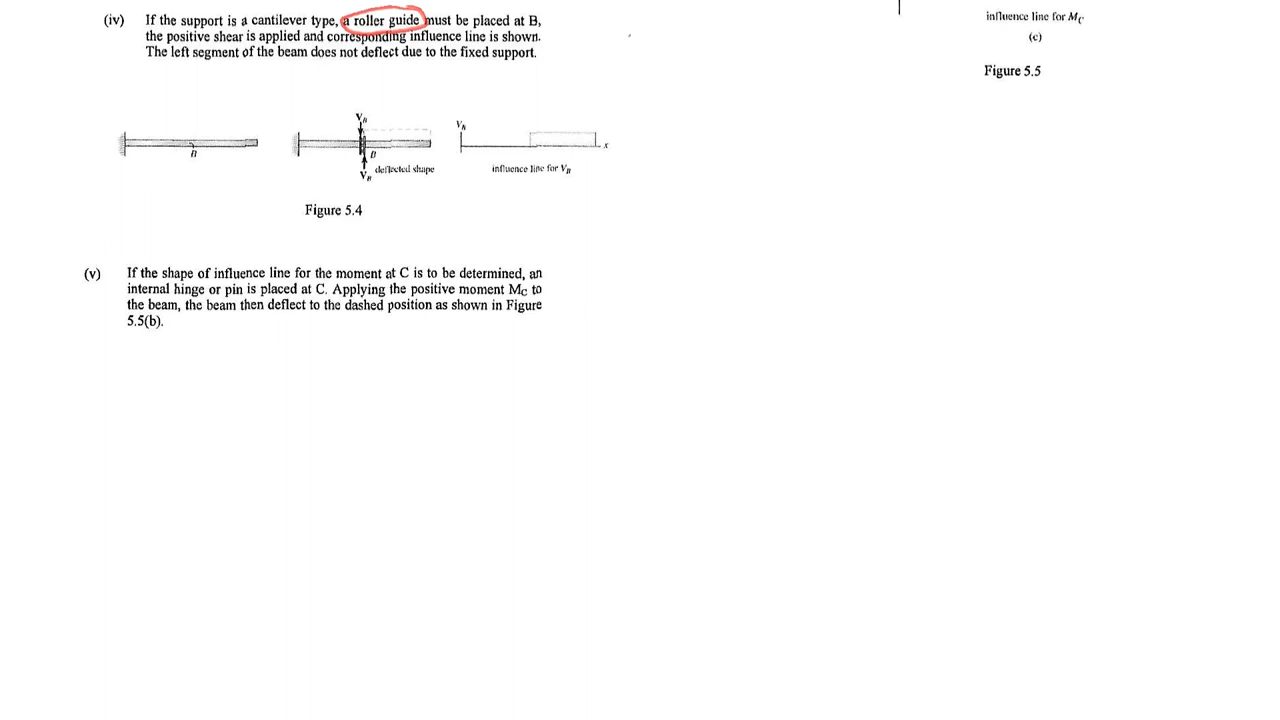 (iv) If the support is a cantilever type, a roller guide must be placed at B,
the positive shear is applied and corresponding influence line is shown.
The left segment of the beam does not deflect due to the fixed support.
B
V_B
B
V_B
deflected shape
V_B
x
influence line for V_B
Figure 5.4
(v) If the shape of influence line for the moment at C is to be determined, an
internal hinge or pin is placed at C. Applying the positive moment M_C to
the beam, the beam then deflect to the dashed position as shown in Figure
5.5(b).
influence line for M_C
(c)
Figure 5.5